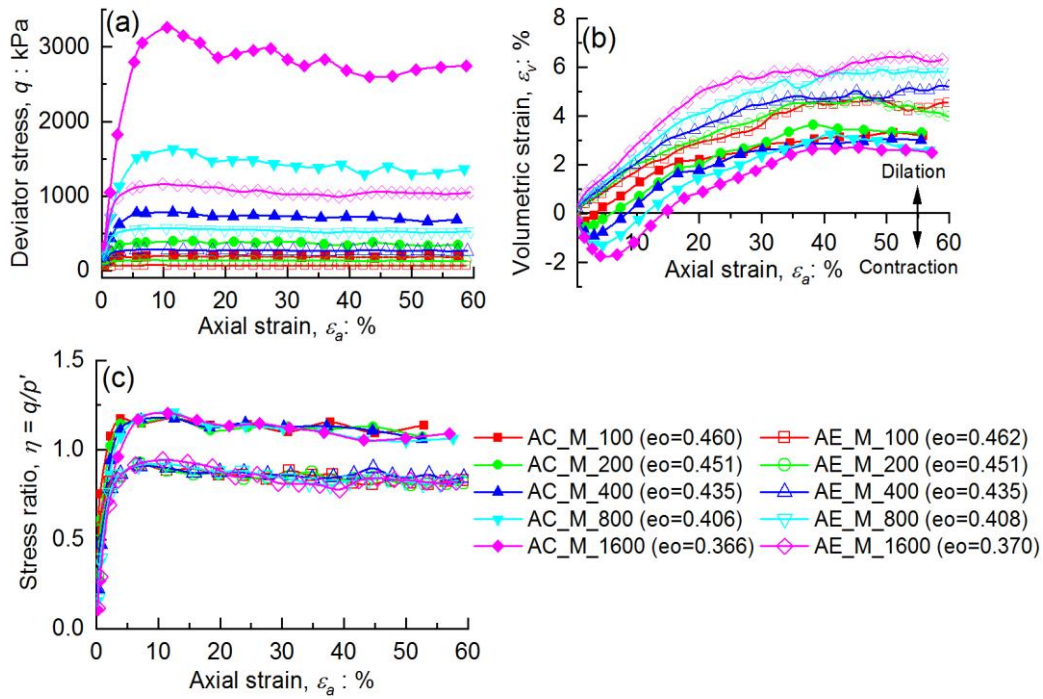 (a)
Deviator stress, q : kPa
3000
2000
1000
0
0 10 20 30 40 50 60
Axial strain, εa: %
(b)
Volumetric strain, εv: %
8
6
4
2
0
-2
0 10 20 30 40 50 60
Axial strain, εa: %
Dilation
Contraction
(c)
Stress ratio, η = q/p'
1.5
1.0
0.5
0.0
0 10 20 30 40 50 60
Axial strain, εa : %
AC_M_100 (eo=0.460) AE_M_100 (eo=0.462)
AC_M_200 (eo=0.451) AE_M_200 (eo=0.451)
AC_M_400 (eo=0.435) AE_M_400 (eo=0.435)
AC_M_800 (eo=0.406) AE_M_800 (eo=0.408)
AC_M_1600 (eo=0.366) AE_M_1600 (eo=0.370)